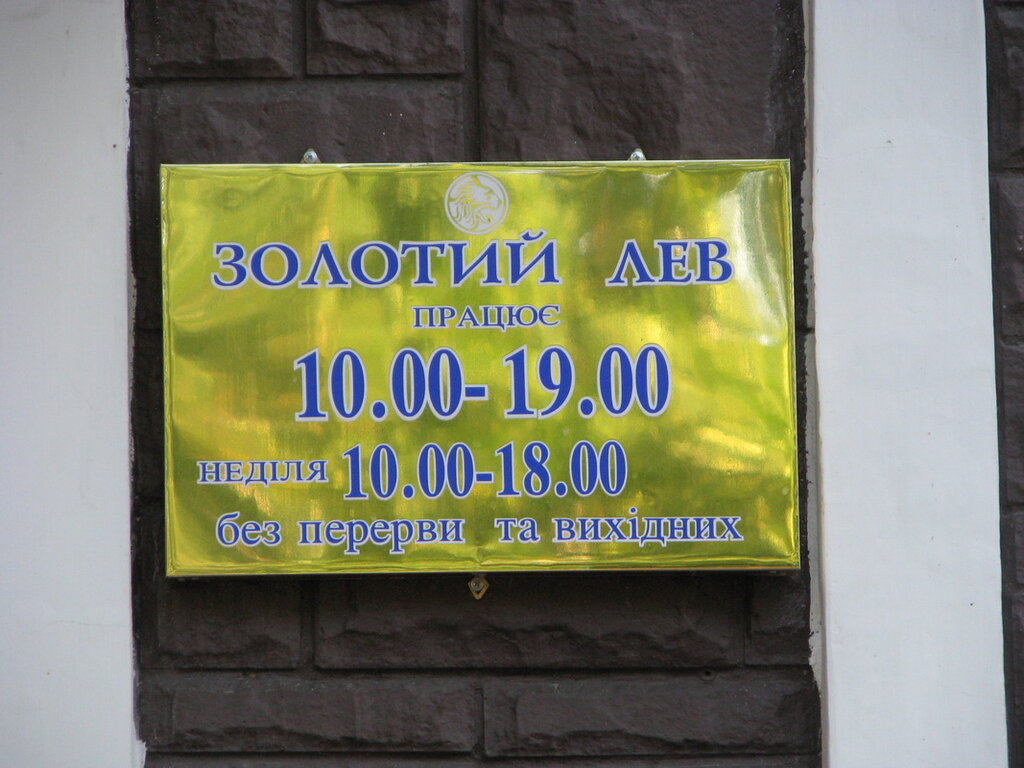 ЗОЛОТИЙ ЛЕВ
ПРАЦЮЄ
10.00-19.00
НЕДІЛЯ 10.00-18.00
без перерви та вихідних